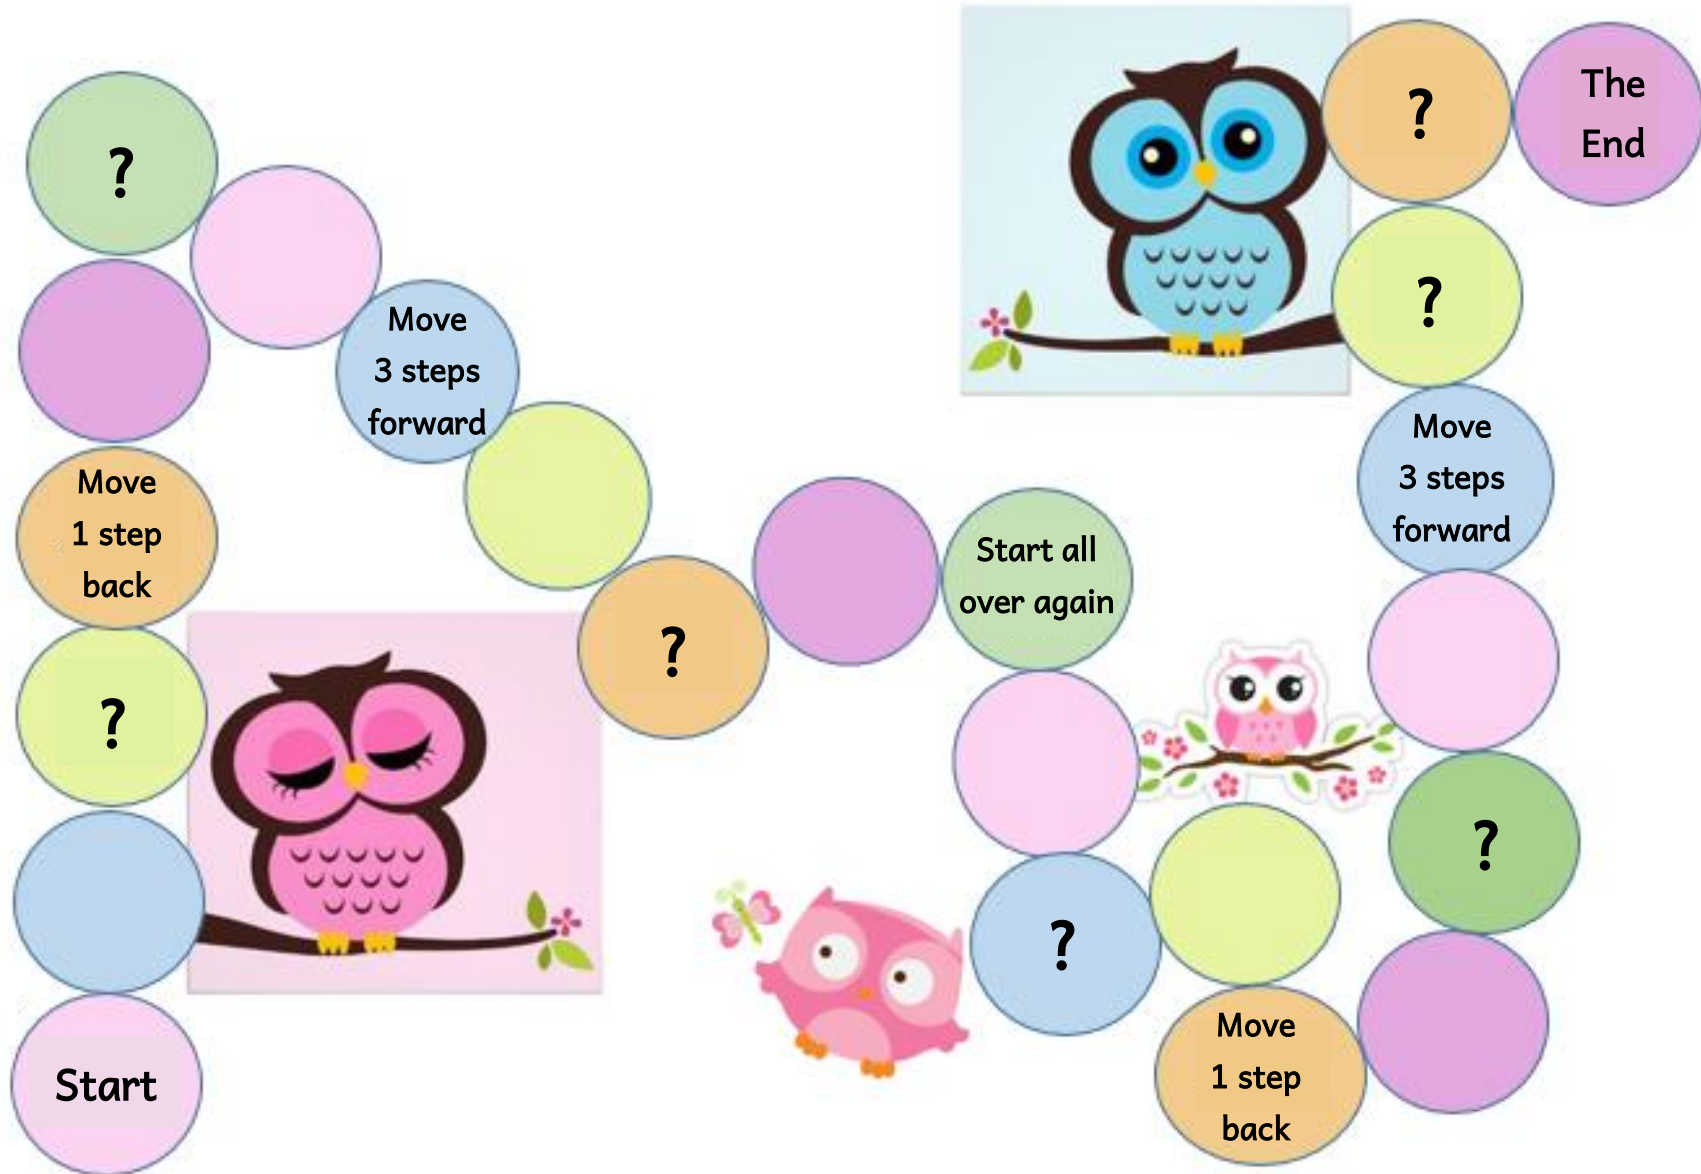 Start
?
Move
1 step
back
?
Move
3 steps
forward
?
Start all
over again
?
Move
1 step
back
?
Move
3 steps
forward
?
?
The
End